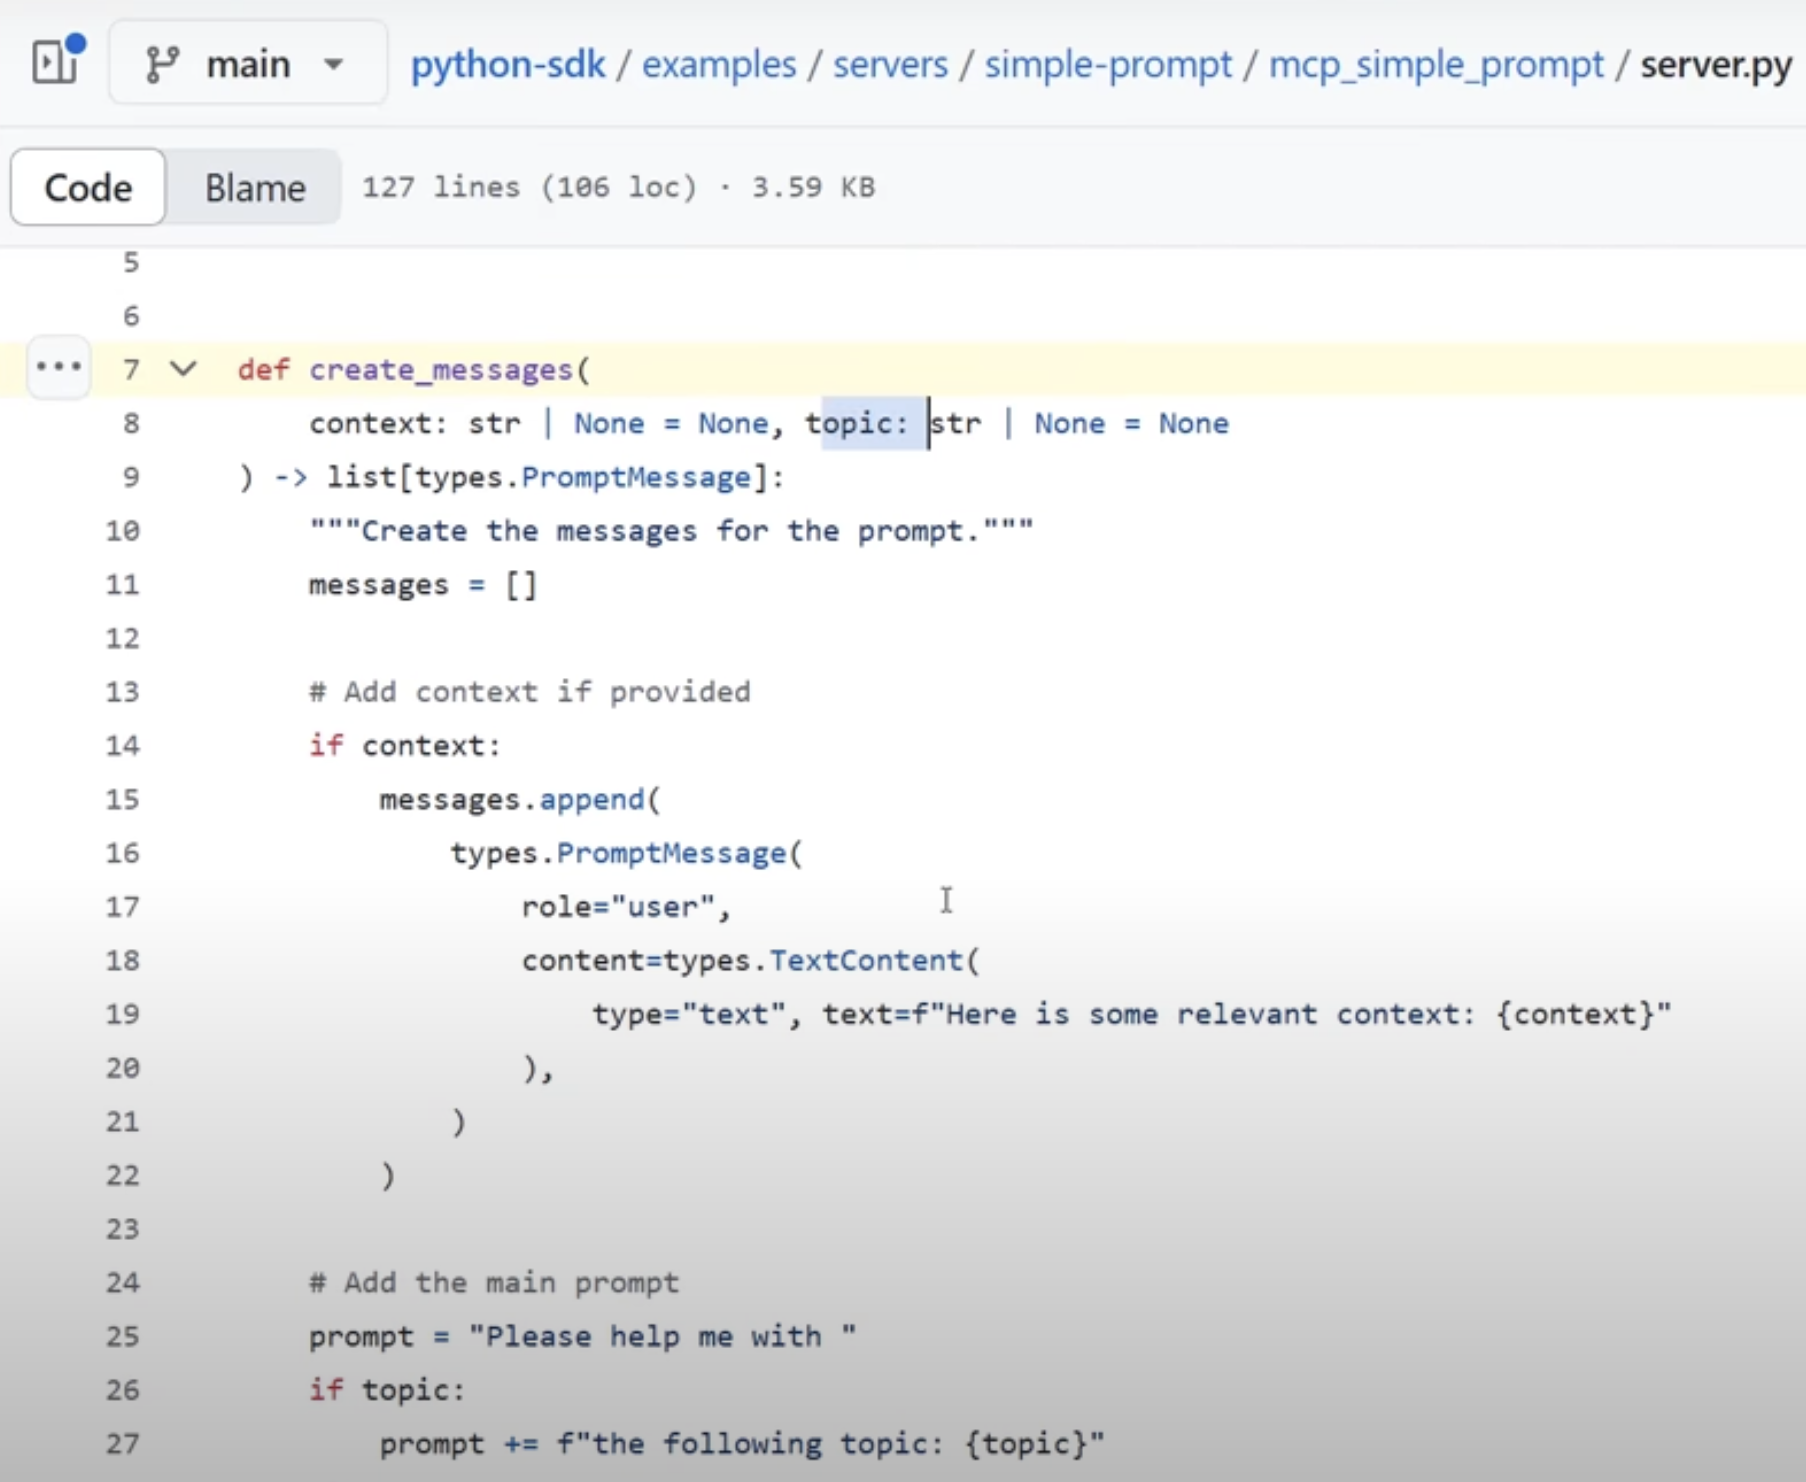 main python-sdk / examples / servers / simple-prompt / mcp_simple_prompt / server.py
Code Blame 127 lines (106 loc) · 3.59 KB
5
6
7 def create_messages(
8     context: str | None = None, topic: str | None = None
9 ) -> list[types.PromptMessage]:
10     """Create the messages for the prompt."""
11     messages = []
12
13     # Add context if provided
14     if context:
15         messages.append(
16             types.PromptMessage(
17                 role="user",
18                 content=types.TextContent(
19                     type="text", text=f"Here is some relevant context: {context}"
20                 ),
21             )
22         )
23
24     # Add the main prompt
25     prompt = "Please help me with "
26     if topic:
27         prompt += f"the following topic: {topic}"